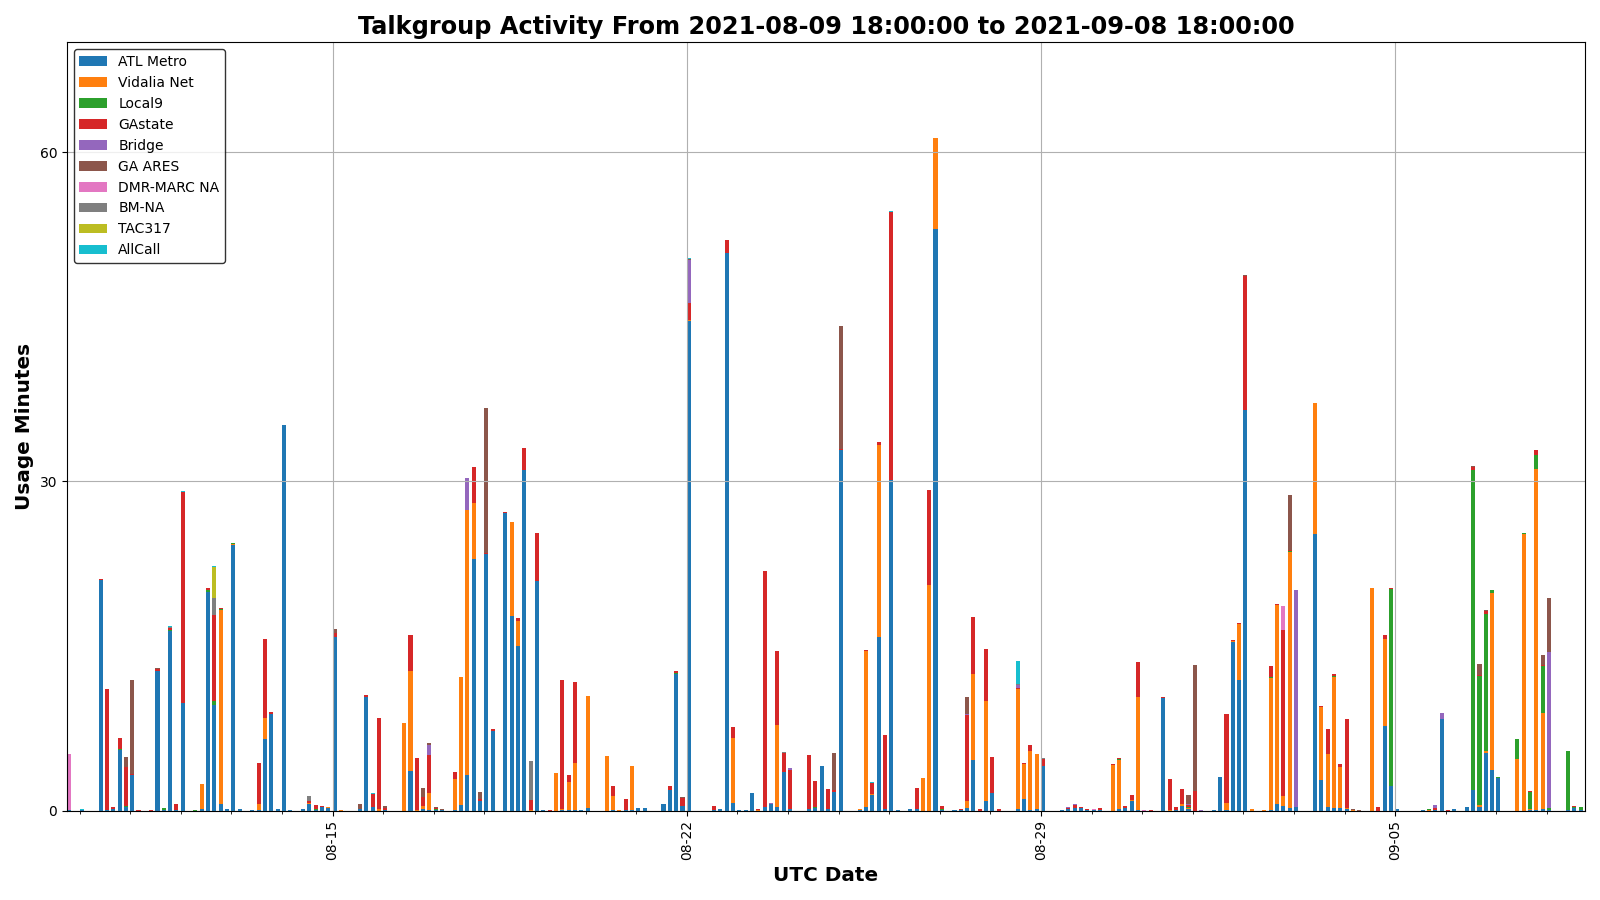 Talkgroup Activity From 2021-08-09 18:00:00 to 2021-09-08 18:00:00
ATL Metro
Vidalia Net
Local9
GAstate
Bridge
GA ARES
DMR-MARC NA
BM-NA
TAC317
AllCall
Usage Minutes
60
30
0
08-15
08-22
08-29
09-05
UTC Date